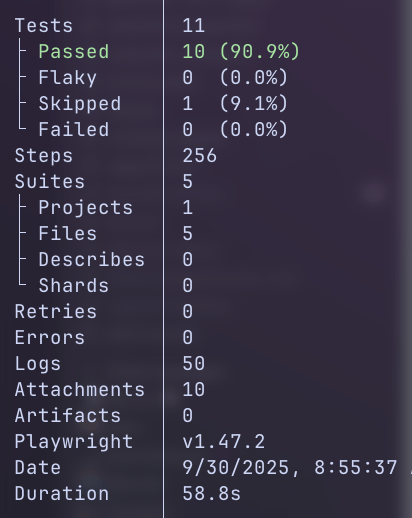 Tests 11
Passed 10 (90.9%)
Flaky 0 (0.0%)
Skipped 1 (9.1%)
Failed 0 (0.0%)
Steps 256
Suites 5
Projects 1
Files 5
Describes 0
Shards 0
Retries 0
Errors 0
Logs 50
Attachments 10
Artifacts 0
Playwright v1.47.2
Date 9/30/2025, 8:55:37
Duration 58.8s